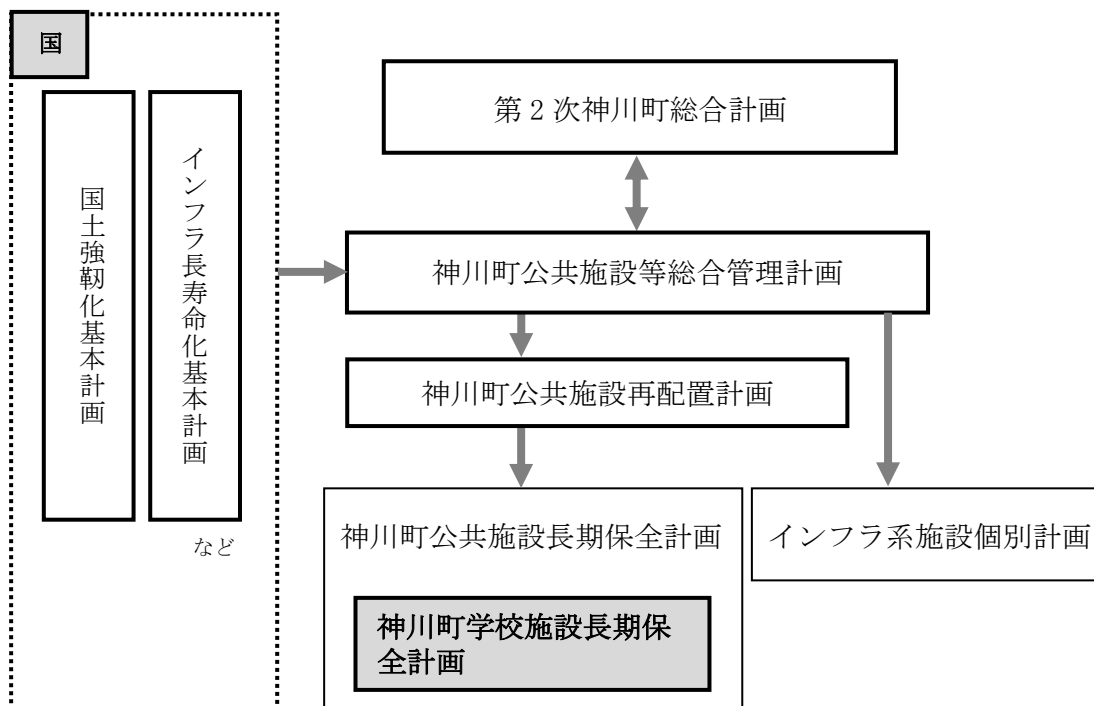 国
国土強靭化基本計画
インフラ長寿命化基本計画
など
第2次神川町総合計画
神川町公共施設等総合管理計画
神川町公共施設再配置計画
神川町公共施設長期保全計画
神川町学校施設長期保
全計画
インフラ系施設個別計画